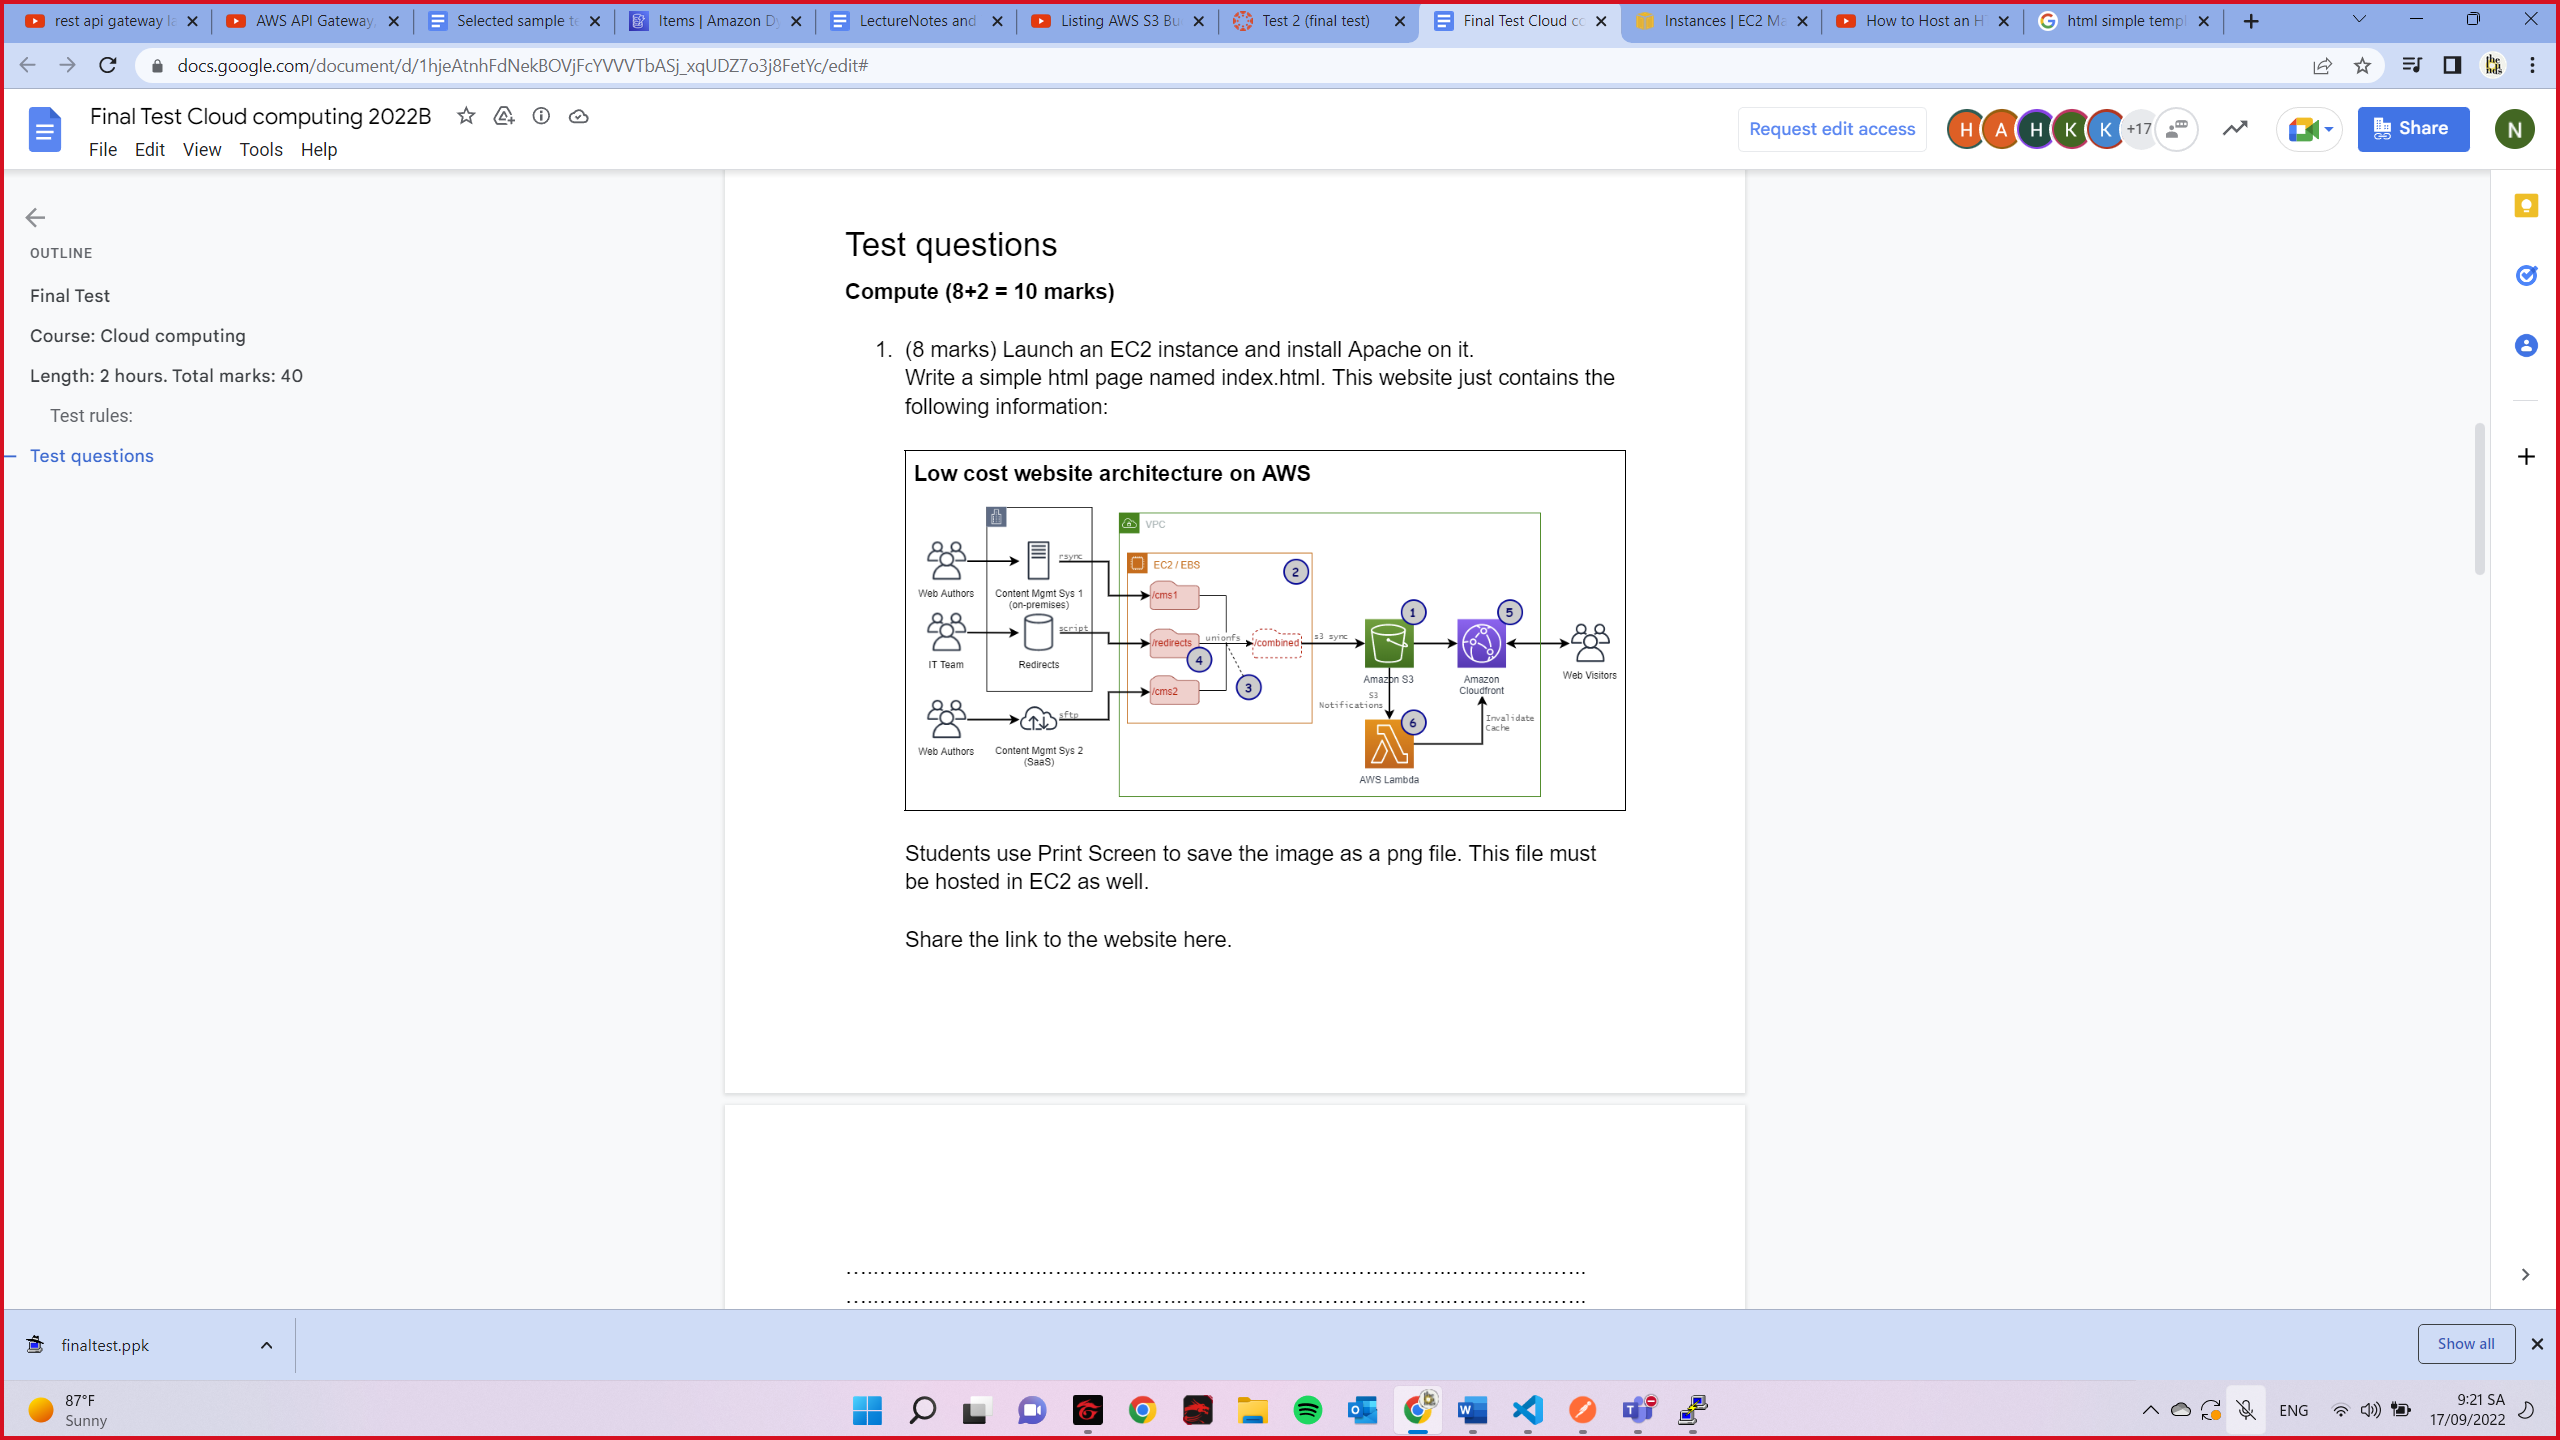 rest api gateway la
AWS API Gateway,
Selected sample te
Items | Amazon Dy
LectureNotes and
Listing AWS S3 Bu
Test 2 (final test)
Final Test Cloud co
Instances | EC2 Ma
How to Host an H
html simple templ
docs.google.com/document/d/1hjeAtnhFdNekBOVjFcYVVVTbASj_xqUDZ7o3j8FetYc/edit#
Final Test Cloud computing 2022B
File Edit View Tools Help
Request edit access
H A H K K +17
Share
N
OUTLINE
Final Test
Course: Cloud computing
Length: 2 hours. Total marks: 40
Test rules:
Test questions
Test questions
Compute (8+2 = 10 marks)
1. (8 marks) Launch an EC2 instance and install Apache on it.
Write a simple html page named index.html. This website just contains the
following information:
Low cost website architecture on AWS
VPC
EC2 / EBS
2
rsync
/cms1
Web Authors
Content Mgmt Sys 1
(on-premises)
1
5
script
/redirects
unionfs
/combined
s3 sync
4
IT Team
Redirects
Amazon S3
Amazon
Cloudfront
Web Visitors
3
/cms2
S3
Notifications
sftp
6
Invalidate
Cache
Web Authors
Content Mgmt Sys 2
(SaaS)
AWS Lambda
Students use Print Screen to save the image as a png file. This file must
be hosted in EC2 as well.
Share the link to the website here.
finaltest.ppk
Show all
87°F
Sunny
ENG
9:21 SA
17/09/2022